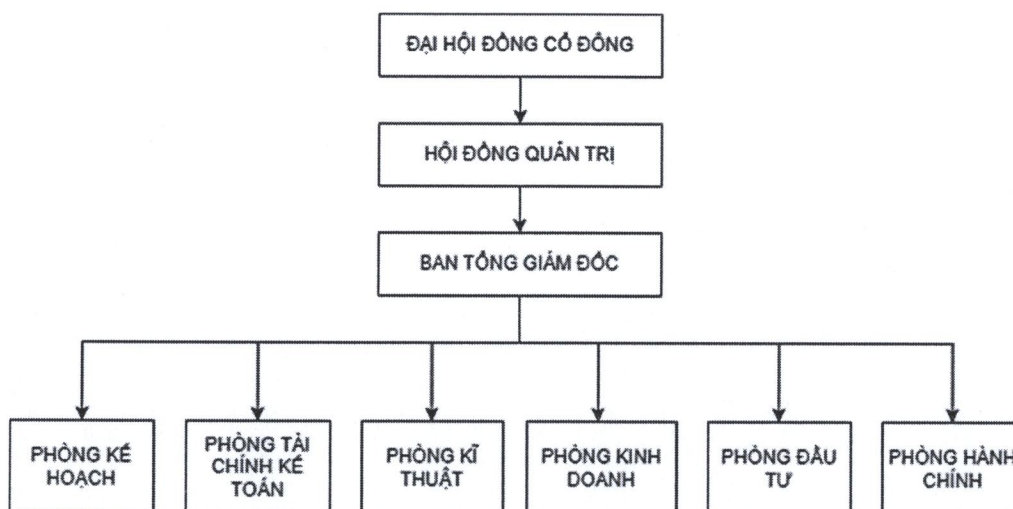 ĐẠI HỘI ĐỒNG CỔ ĐÔNG
HỘI ĐỒNG QUẢN TRỊ
BAN TỔNG GIÁM ĐỐC
PHÒNG KẾ
HOẠCH
PHÒNG TÀI
CHÍNH KẾ
TOÁN
PHÒNG KĨ
THUẬT
PHÒNG KINH
DOANH
PHÒNG ĐẦU
TƯ
PHÒNG HÀNH
CHÍNH